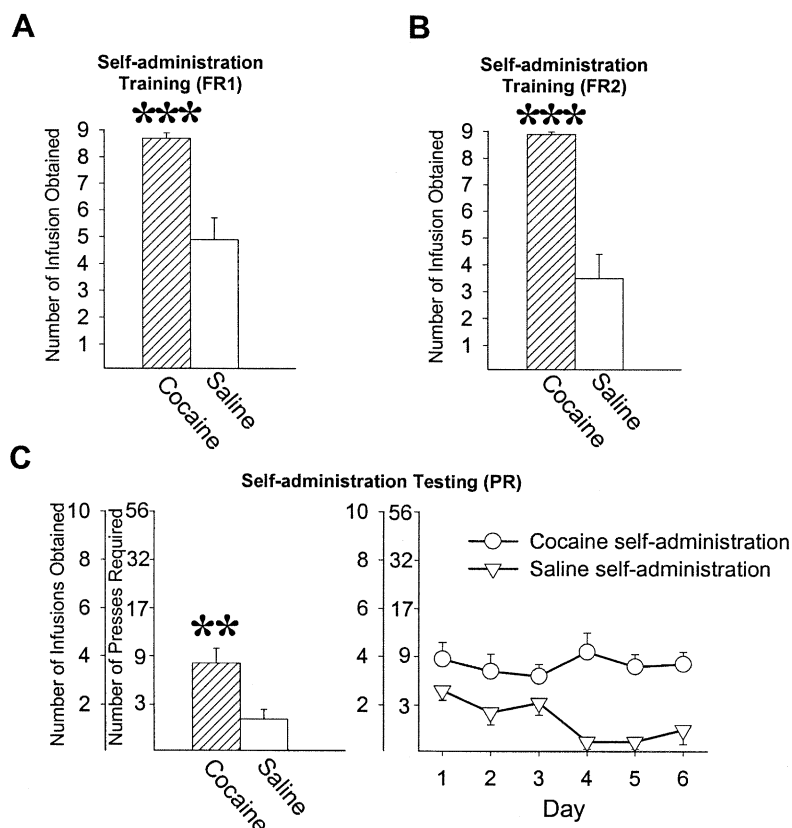 A
Self-administration
Training (FR1)
***
Number of Infusion Obtained
9
8
7
6
5
4
3
2
1
Cocaine
Saline
B
Self-administration
Training (FR2)
***
Number of Infusion Obtained
9
8
7
6
5
4
3
2
1
Cocaine
Saline
C
Self-administration Testing (PR)
Number of Infusions Obtained
10
8
6
4
2
Number of Presses Required
56
32
17
9
3
**
Cocaine
Saline
10
8
6
4
2
56
32
17
9
3
Cocaine self-administration
Saline self-administration
1 2 3 4 5 6
Day